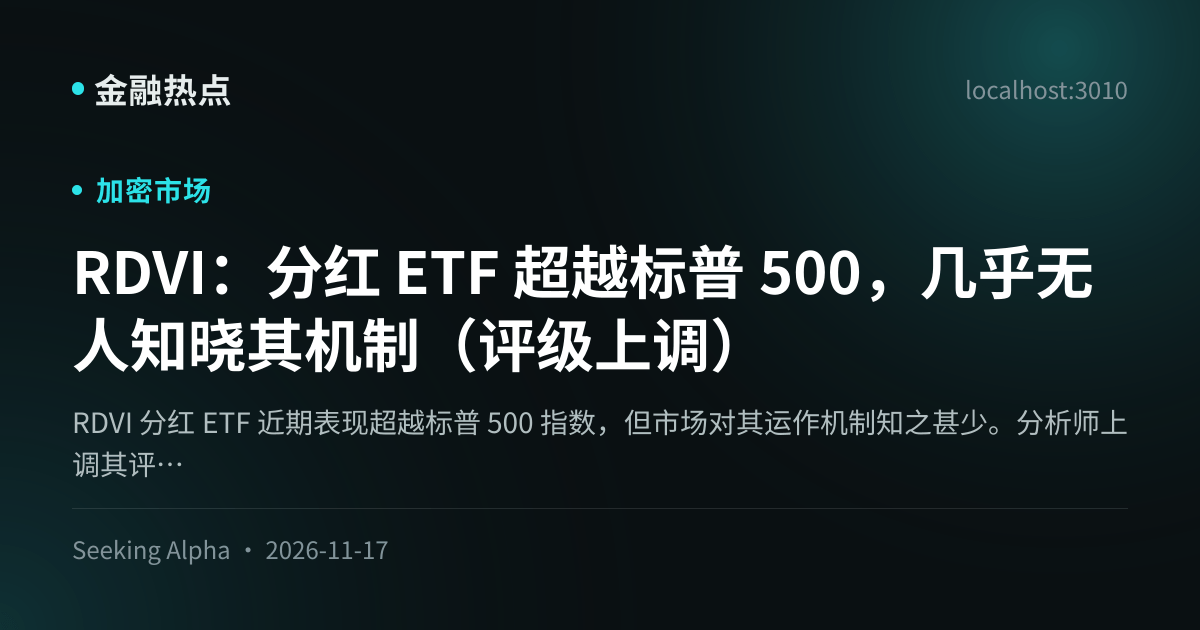 金融热点
localhost:3010
加密市场
RDVI：分红 ETF 超越标普 500，几乎无
人知晓其机制（评级上调）
RDVI 分红 ETF 近期表现超越标普 500 指数，但市场对其运作机制知之甚少。分析师上
调其评…
Seeking Alpha • 2026-11-17